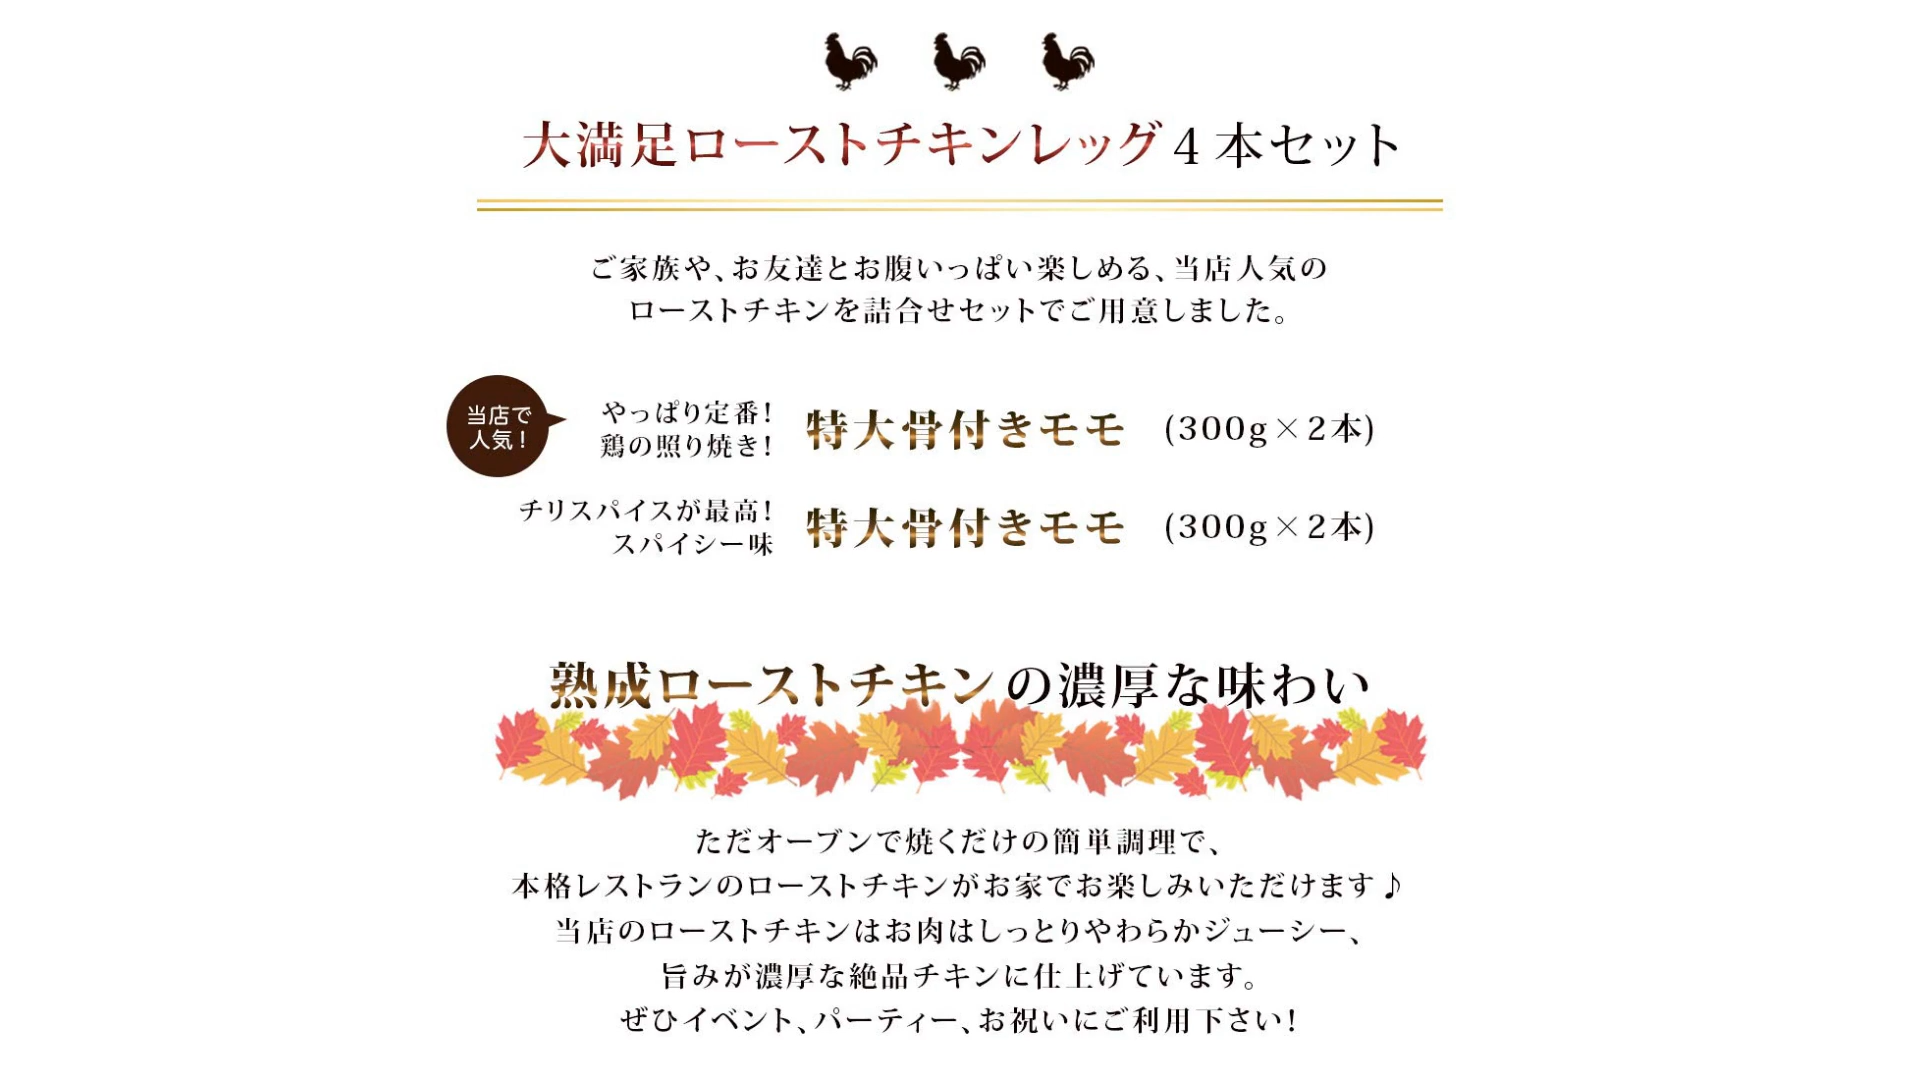 大満足ローストチキンレッグ4本セット
ご家族や、お友達とお腹いっぱい楽しめる、当店人気の
ローストチキンを詰合せセットでご用意しました。
当店で
人気！
やっぱり定番！
鶏の照り焼き！
特大骨付きモモ (300g×2本)
チリスパイスが最高！
スパイシー味
特大骨付きモモ (300g×2本)
熟成ローストチキンの濃厚な味わい
ただオーブンで焼くだけの簡単調理で、
本格レストランのローストチキンがお家でお楽しみいただけます♪
当店のローストチキンはお肉はしっとりやわらかジューシー、
旨みが濃厚な絶品チキンに仕上げています。
ぜひイベント、パーティー、お祝いにご利用下さい！